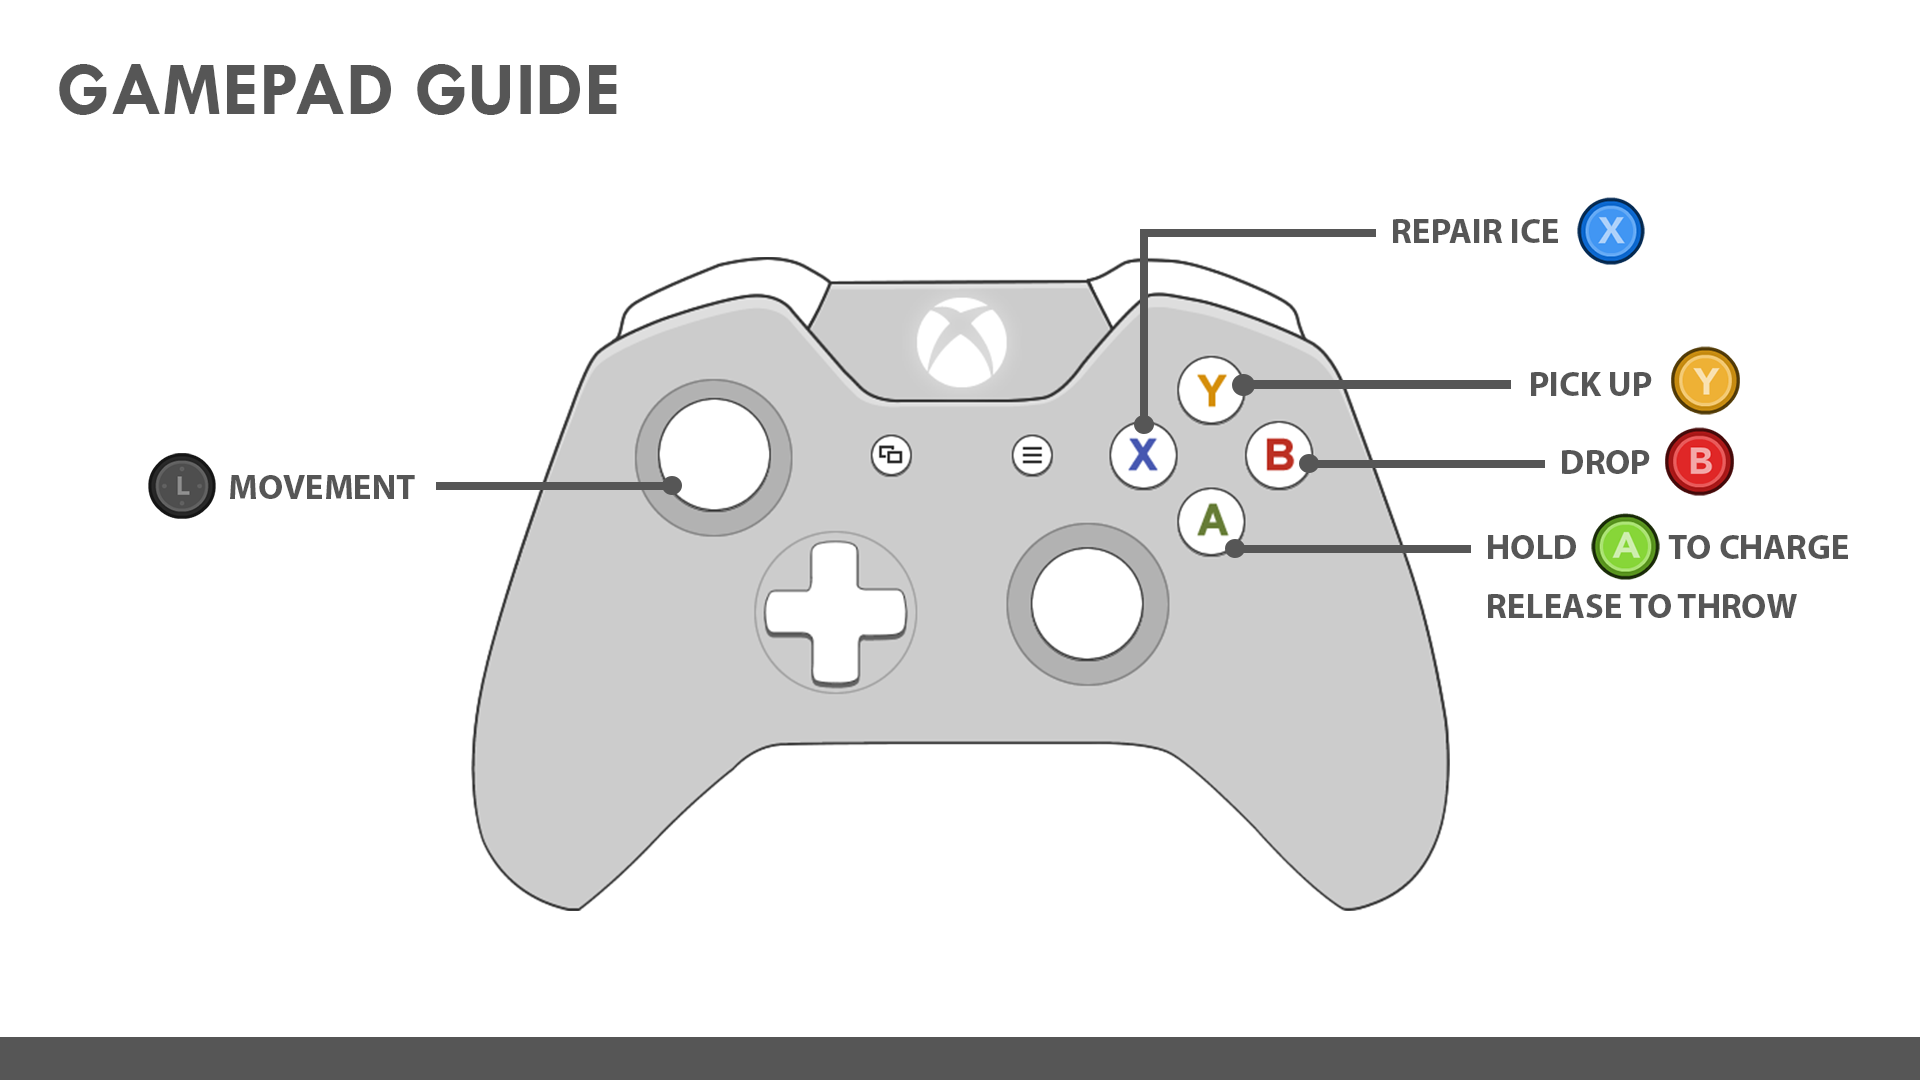 GAMEPAD GUIDE
REPAIR ICE X
PICK UP Y
Y
X
B
A
DROP B
L MOVEMENT
HOLD A TO CHARGE
RELEASE TO THROW